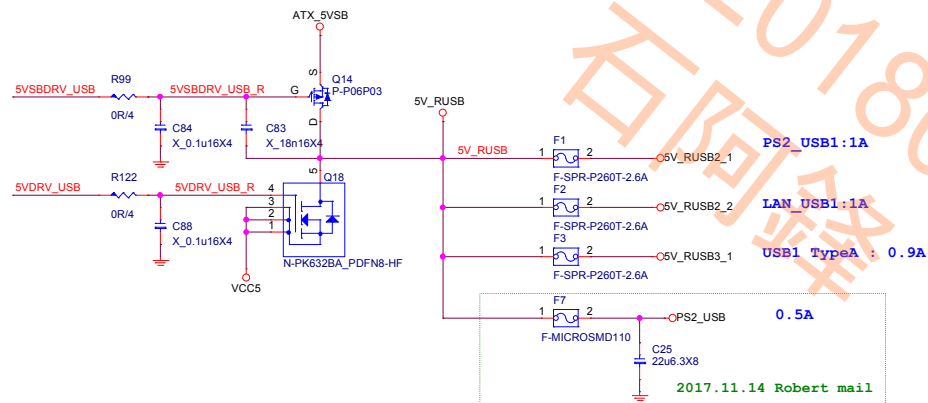 -0180
石阿鋒
ATX_5VSB
S
Q14
P-P06P03
G
D
R99
5VSBDRV_USB
5VSBDRV_USB_R
0R/4
C84
X_0.1u16X4
C83
X_18n16X4
5V_RUSB
5V_RUSB
R122
5VDRV_USB
5VDRV_USB_R
0R/4
C88
X_0.1u16X4
5
Q18
4
3
2
1
N-PK632BA_PDFN8-HF
VCC5
F1
1
2
5V_RUSB2_1
PS2_USB1:1A
F-SPR-P260T-2.6A
F2
1
2
5V_RUSB2_2
LAN_USB1:1A
F-SPR-P260T-2.6A
F3
1
2
5V_RUSB3_1
USB1 TypeA : 0.9A
F-SPR-P260T-2.6A
F7
1
2
PS2_USB
0.5A
F-MICROSMD110
C25
22u6.3X8
2017.11.14 Robert mail